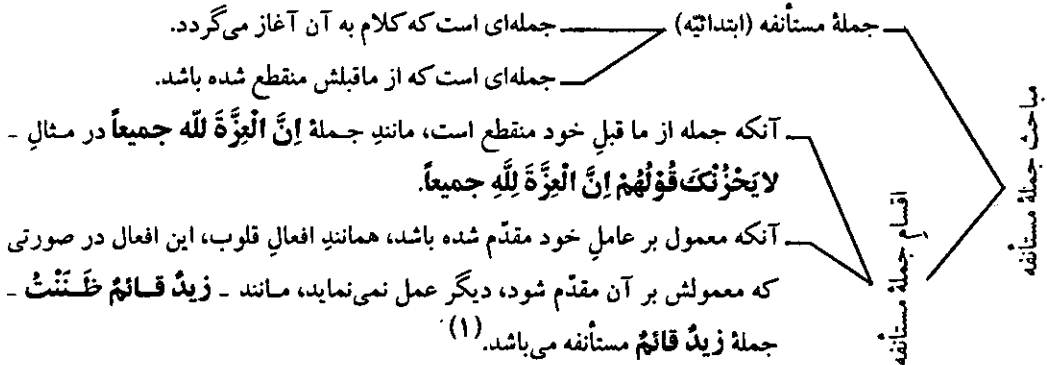 مباحث جملهٔ مستأنفه
جملهٔ مستأنفه (ابتدائیّه)
جمله‌ای است که کلام به آن آغاز می‌گردد.
جمله‌ای است که از ماقبلش منقطع شده باشد.
اقسامِ جملهٔ مستأنفه
آنکه جمله از ما قبلِ خود منقطع است، مانندِ جملهٔ اِنَّ الْعِزَّةَ للّه جمیعاً در مثالِ -
لایَحْزُنْکَ قَوْلُهُمْ اِنَّ الْعِزَّةَ لِلَّهِ جمیعاً.
آنکه معمول بر عاملِ خود مقدّم شده باشد، همانندِ افعالِ قلوب، این افعال در صورتی
که معمولش بر آن مقدّم شود، دیگر عمل نمی‌نماید، مانند - زیدٌ قائمٌ ظَنَنْتُ -
جملهٔ زیدٌ قائمٌ مستأنفه می‌باشد.(۱)